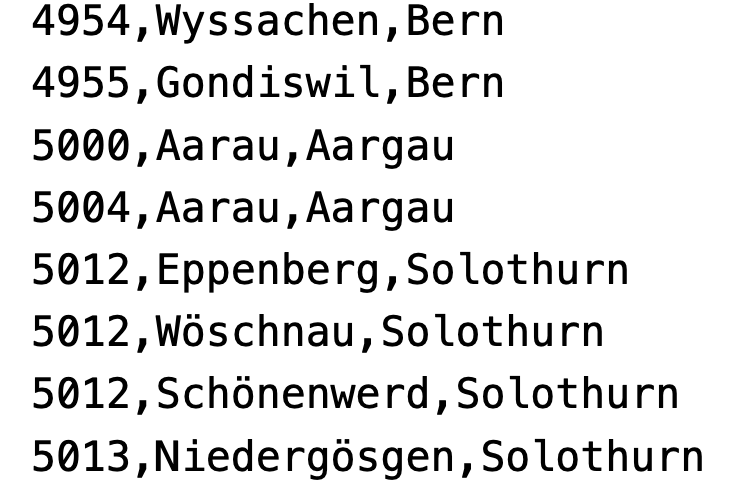 4954,Wyssachen,Bern
4955,Gondiswil,Bern
5000,Aarau,Aargau
5004,Aarau,Aargau
5012,Eppenberg,Solothurn
5012,Wöschnau,Solothurn
5012,Schönenwerd,Solothurn
5013,Niedergösgen,Solothurn